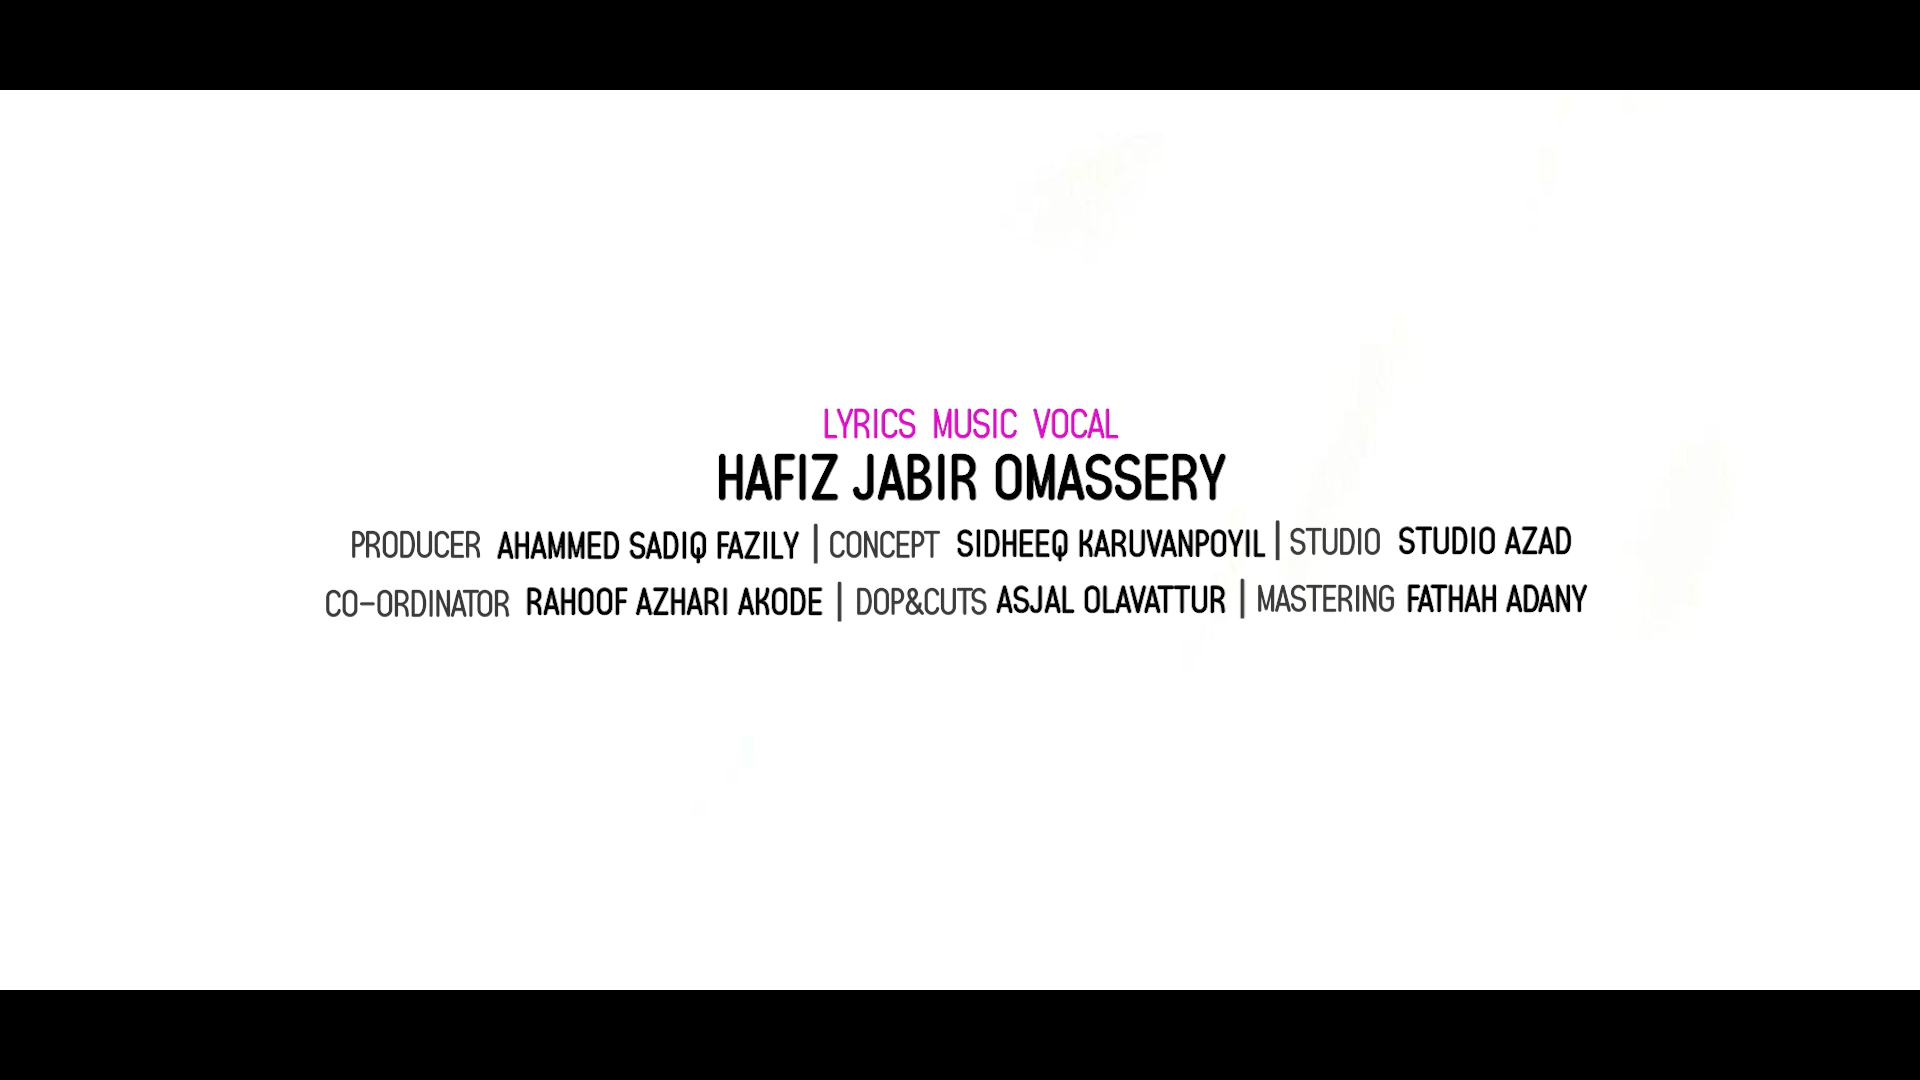 LYRICS MUSIC VOCAL
HAFIZ JABIR OMASSERY
PRODUCER AHAMMED SADIQ FAZILY | CONCEPT SIDHEEQ KARUVANPOYIL | STUDIO STUDIO AZAD
CO-ORDINATOR RAHOOF AZHARI AKODE | DOP&CUTS ASJAL OLAVATTUR | MASTERING FATHAH ADANY